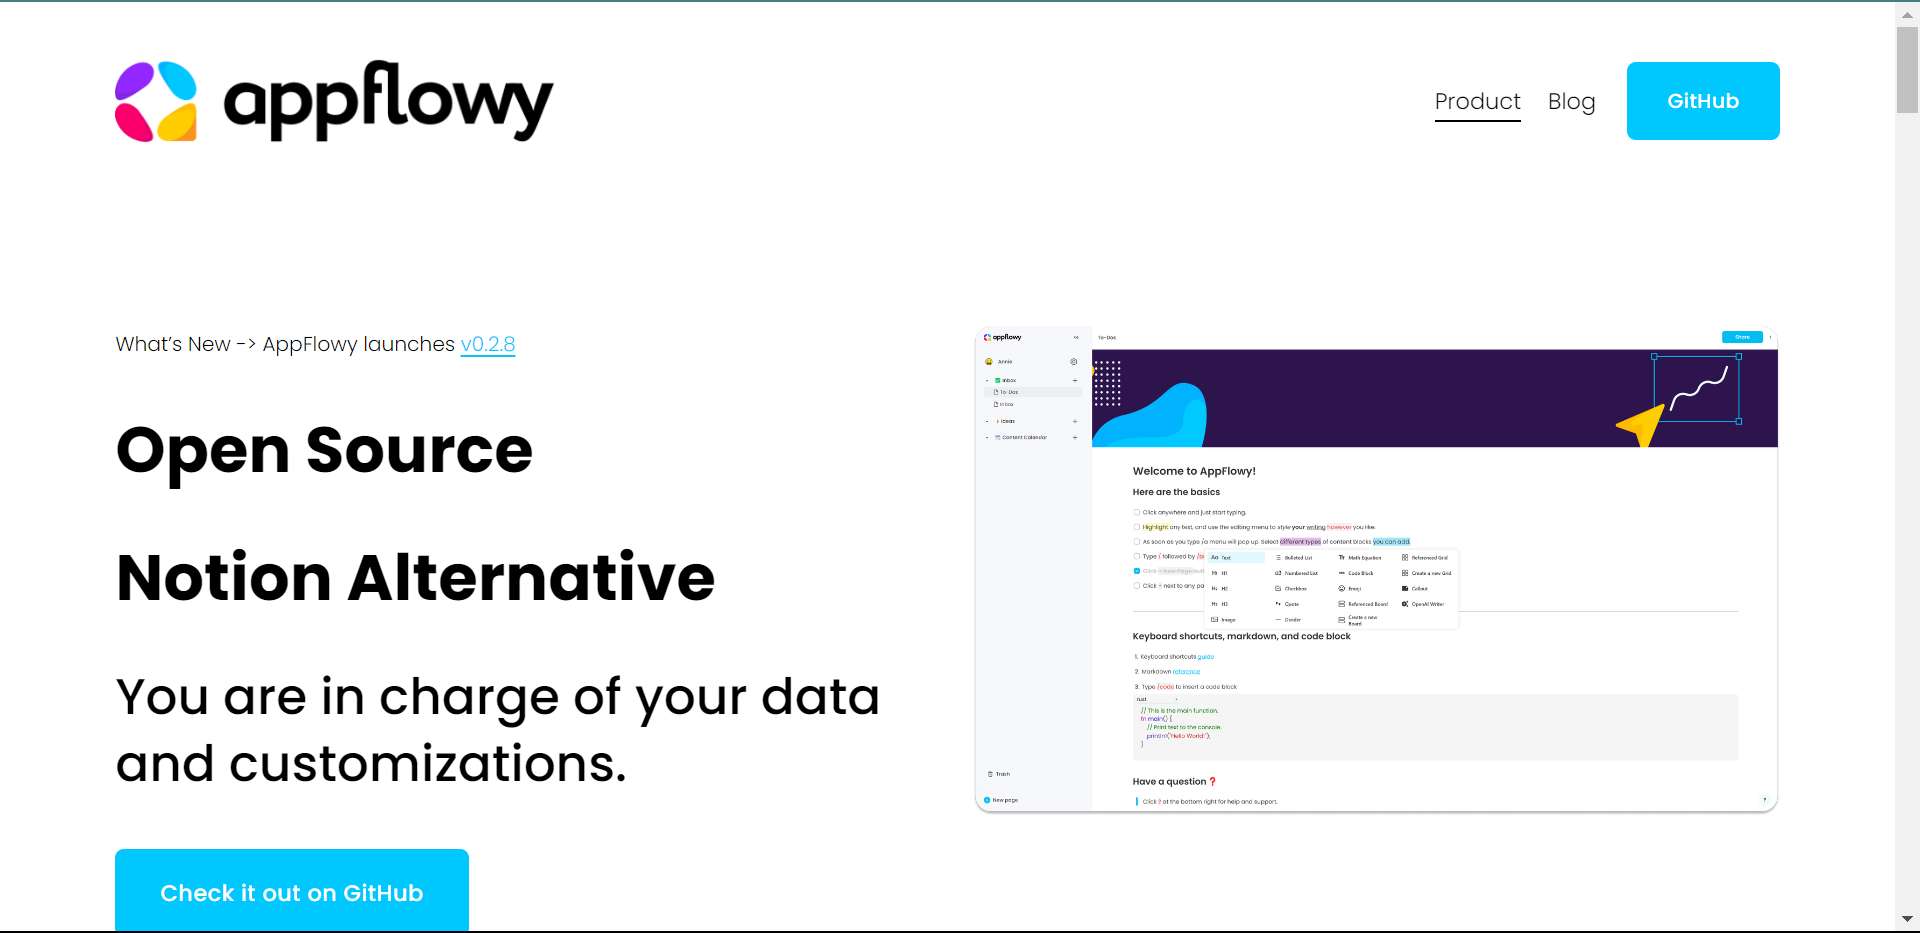 appflowy
Product Blog GitHub
What's New -> AppFlowy launches v0.2.8
Open Source
Notion Alternative
You are in charge of your data
and customizations.
Check it out on GitHub
appflowy
Annie
Inbox
To-Dos
Inbox
Ideas
Content Calendar
Trash
New page
To-Dos
Share
Welcome to AppFlowy!
Here are the basics
Click anywhere and just start typing.
Highlight any text, and use the editing menu to style your writing however you like.
As soon as you type /a menu will pop up. Select different types of content blocks you can add.
Type / followed by /b
Click + New Page
Click + next to any pa
Aa Text
H1 H1
H2 H2
H3 H3
Image
Bulleted List
Numbered List
Checkbox
Quote
Divider
Math Equation
Code Block
Emoji
Referenced Board
Create a new
Board
Referenced Grid
Create a new Grid
Callout
OpenAI Writer
Keyboard shortcuts, markdown, and code block
1. Keyboard shortcuts guide
2. Markdown reference
3. Type /code to insert a code block
rust
// This is the main function.
fn main() {
// Print text to the console.
println!("Hello World!");
}
Have a question ❓
Click ? at the bottom right for help and support.
?